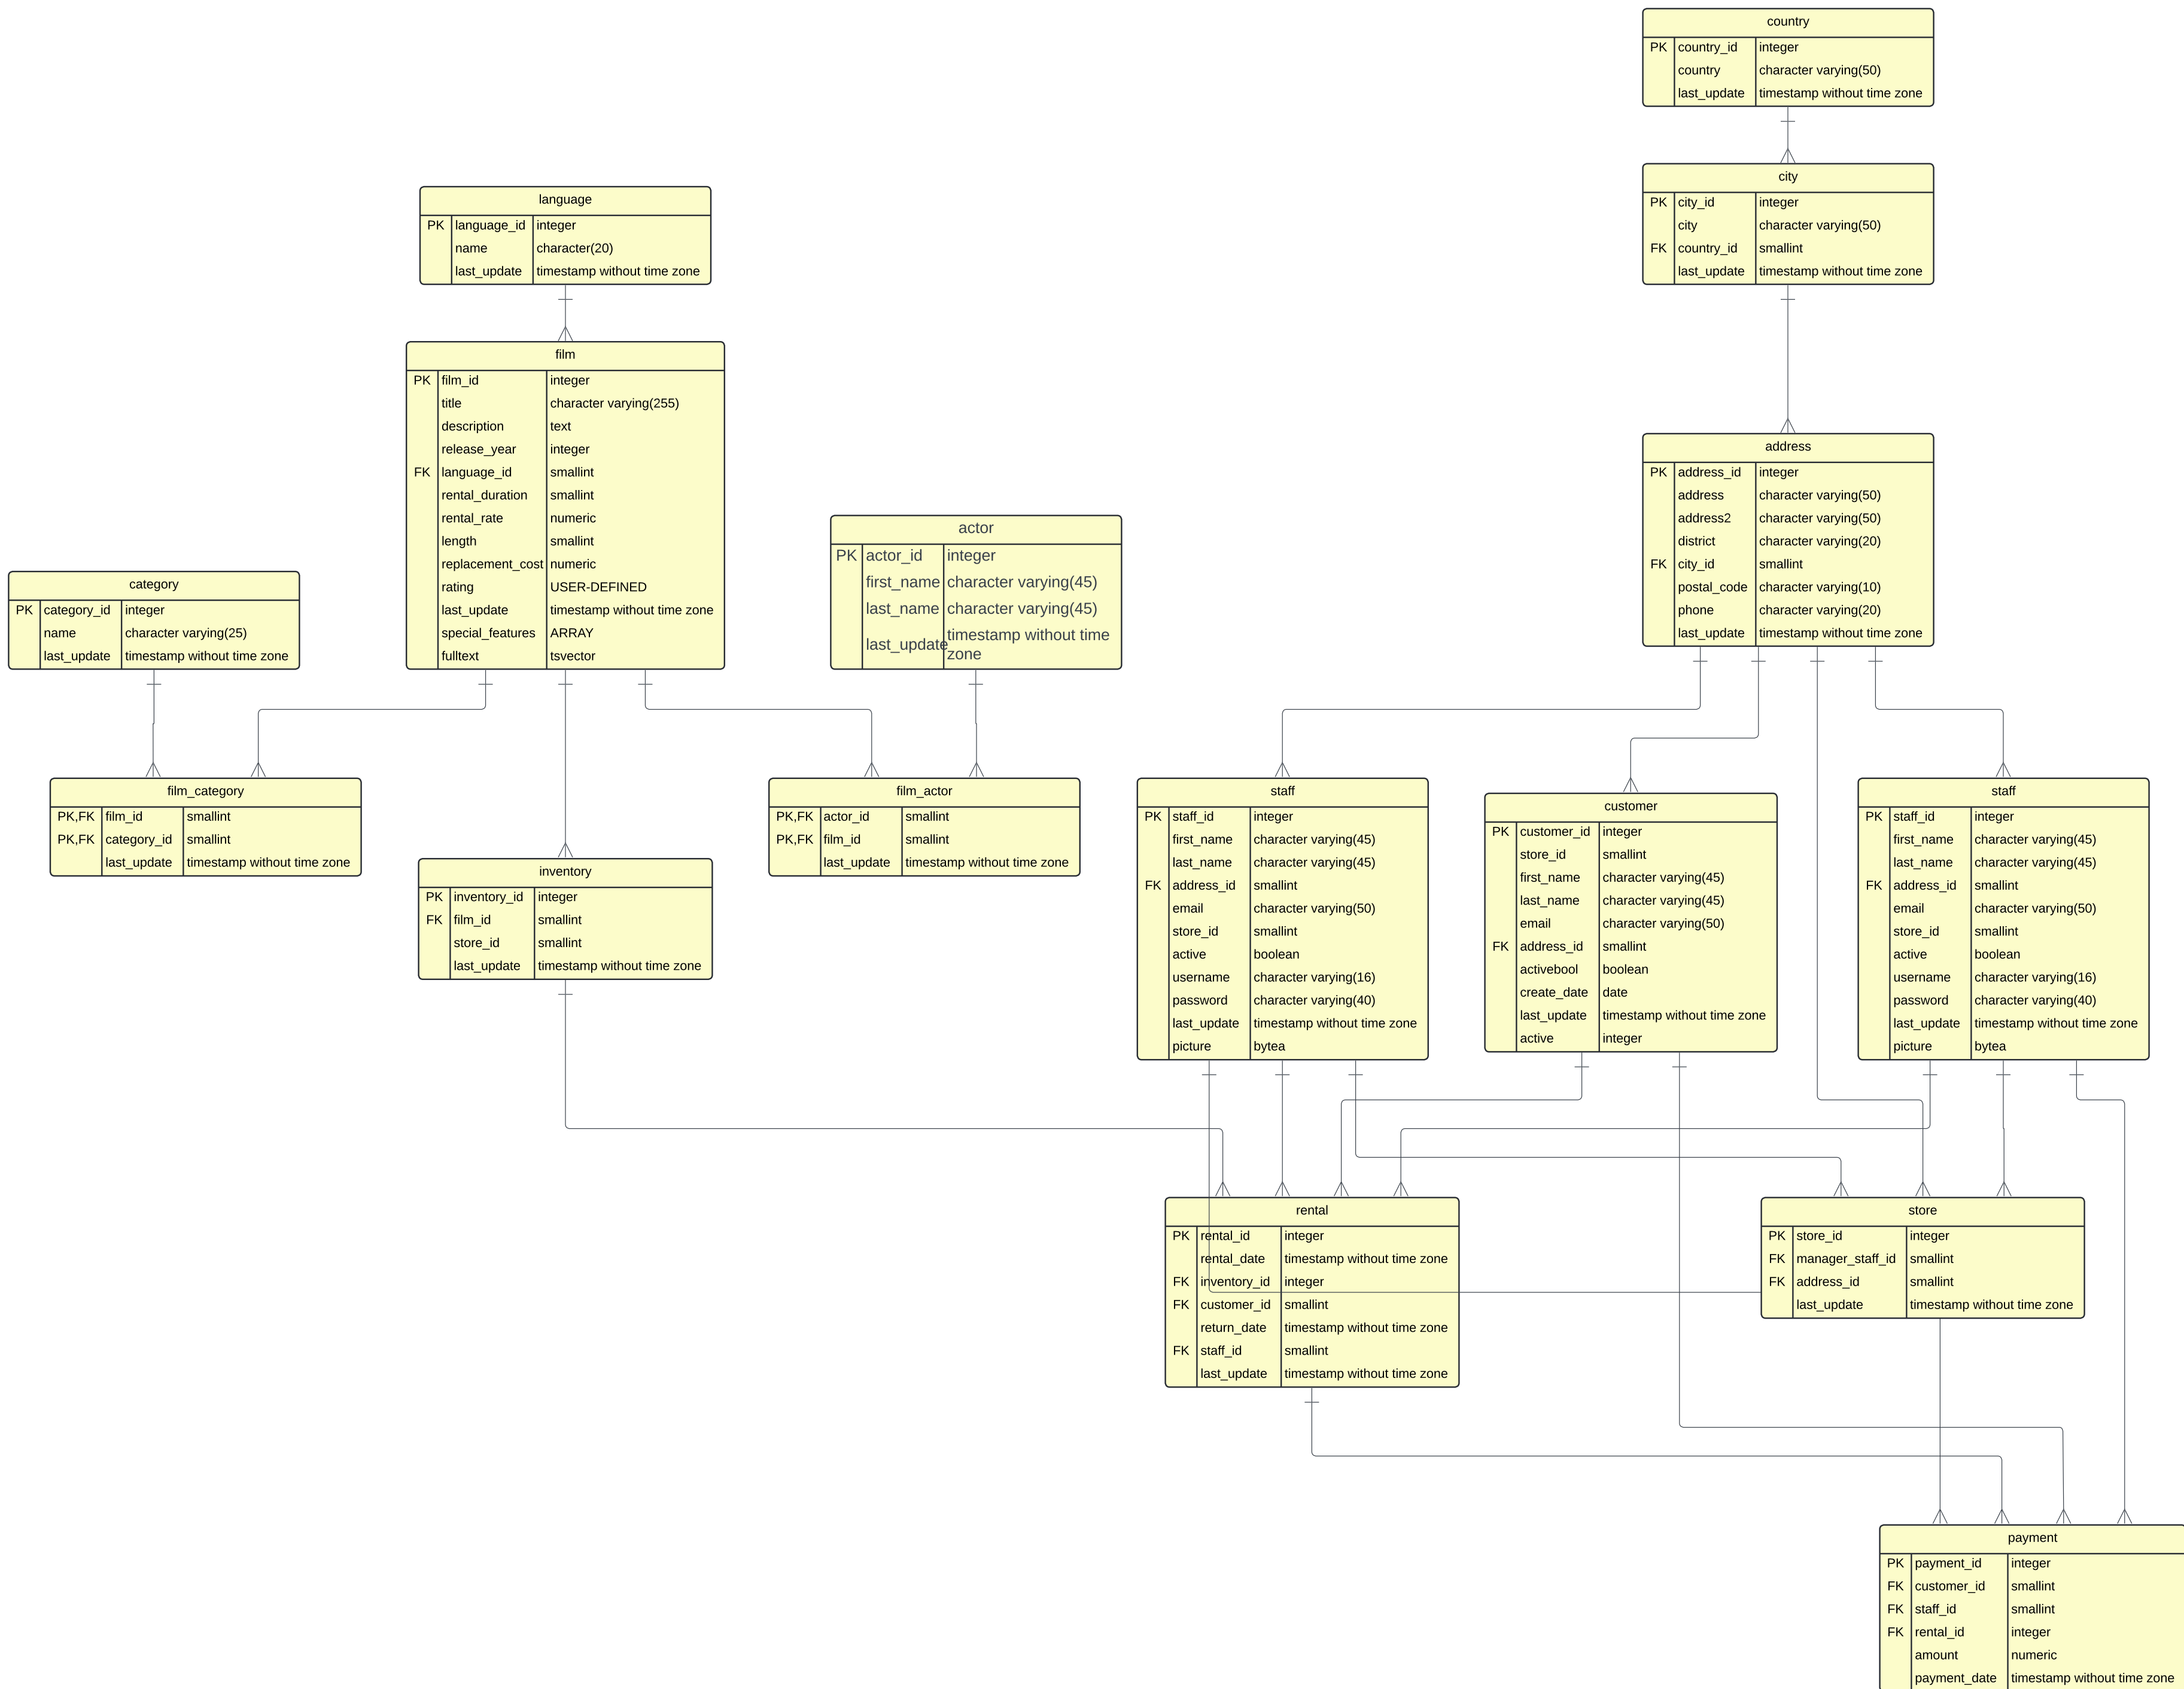 country
PK country_id integer
country character varying(50)
last_update timestamp without time zone
city
PK city_id integer
city character varying(50)
FK country_id smallint
last_update timestamp without time zone
language
PK language_id integer
name character(20)
last_update timestamp without time zone
film
PK film_id integer
title character varying(255)
description text
release_year integer
FK language_id smallint
rental_duration smallint
rental_rate numeric
length smallint
replacement_cost numeric
rating USER-DEFINED
last_update timestamp without time zone
special_features ARRAY
fulltext tsvector
address
PK address_id integer
address character varying(50)
address2 character varying(50)
district character varying(20)
FK city_id smallint
postal_code character varying(10)
phone character varying(20)
last_update timestamp without time zone
actor
PK actor_id integer
first_name character varying(45)
last_name character varying(45)
last_update timestamp without time
zone
category
PK category_id integer
name character varying(25)
last_update timestamp without time zone
film_category
PK,FK film_id smallint
PK,FK category_id smallint
last_update timestamp without time zone
film_actor
PK,FK actor_id smallint
PK,FK film_id smallint
last_update timestamp without time zone
inventory
PK inventory_id integer
FK film_id smallint
store_id smallint
last_update timestamp without time zone
staff
PK staff_id integer
first_name character varying(45)
last_name character varying(45)
FK address_id smallint
email character varying(50)
store_id smallint
active boolean
username character varying(16)
password character varying(40)
last_update timestamp without time zone
picture bytea
customer
PK customer_id integer
store_id smallint
first_name character varying(45)
last_name character varying(45)
email character varying(50)
FK address_id smallint
activebool boolean
create_date date
last_update timestamp without time zone
active integer
staff
PK staff_id integer
first_name character varying(45)
last_name character varying(45)
FK address_id smallint
email character varying(50)
store_id smallint
active boolean
username character varying(16)
password character varying(40)
last_update timestamp without time zone
picture bytea
rental
PK rental_id integer
rental_date timestamp without time zone
FK inventory_id integer
FK customer_id smallint
return_date timestamp without time zone
FK staff_id smallint
last_update timestamp without time zone
store
PK store_id integer
FK manager_staff_id smallint
FK address_id smallint
last_update timestamp without time zone
payment
PK payment_id integer
FK customer_id smallint
FK staff_id smallint
FK rental_id integer
amount numeric
payment_date timestamp without time zone